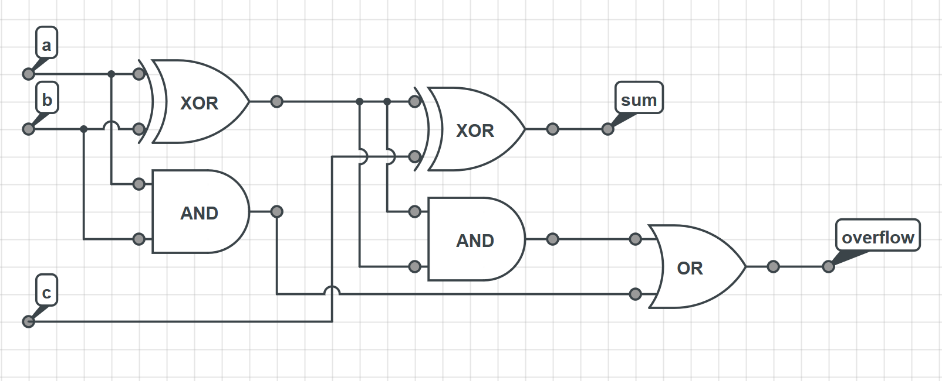 a
b
XOR
XOR
sum
AND
AND
overflow
OR
c